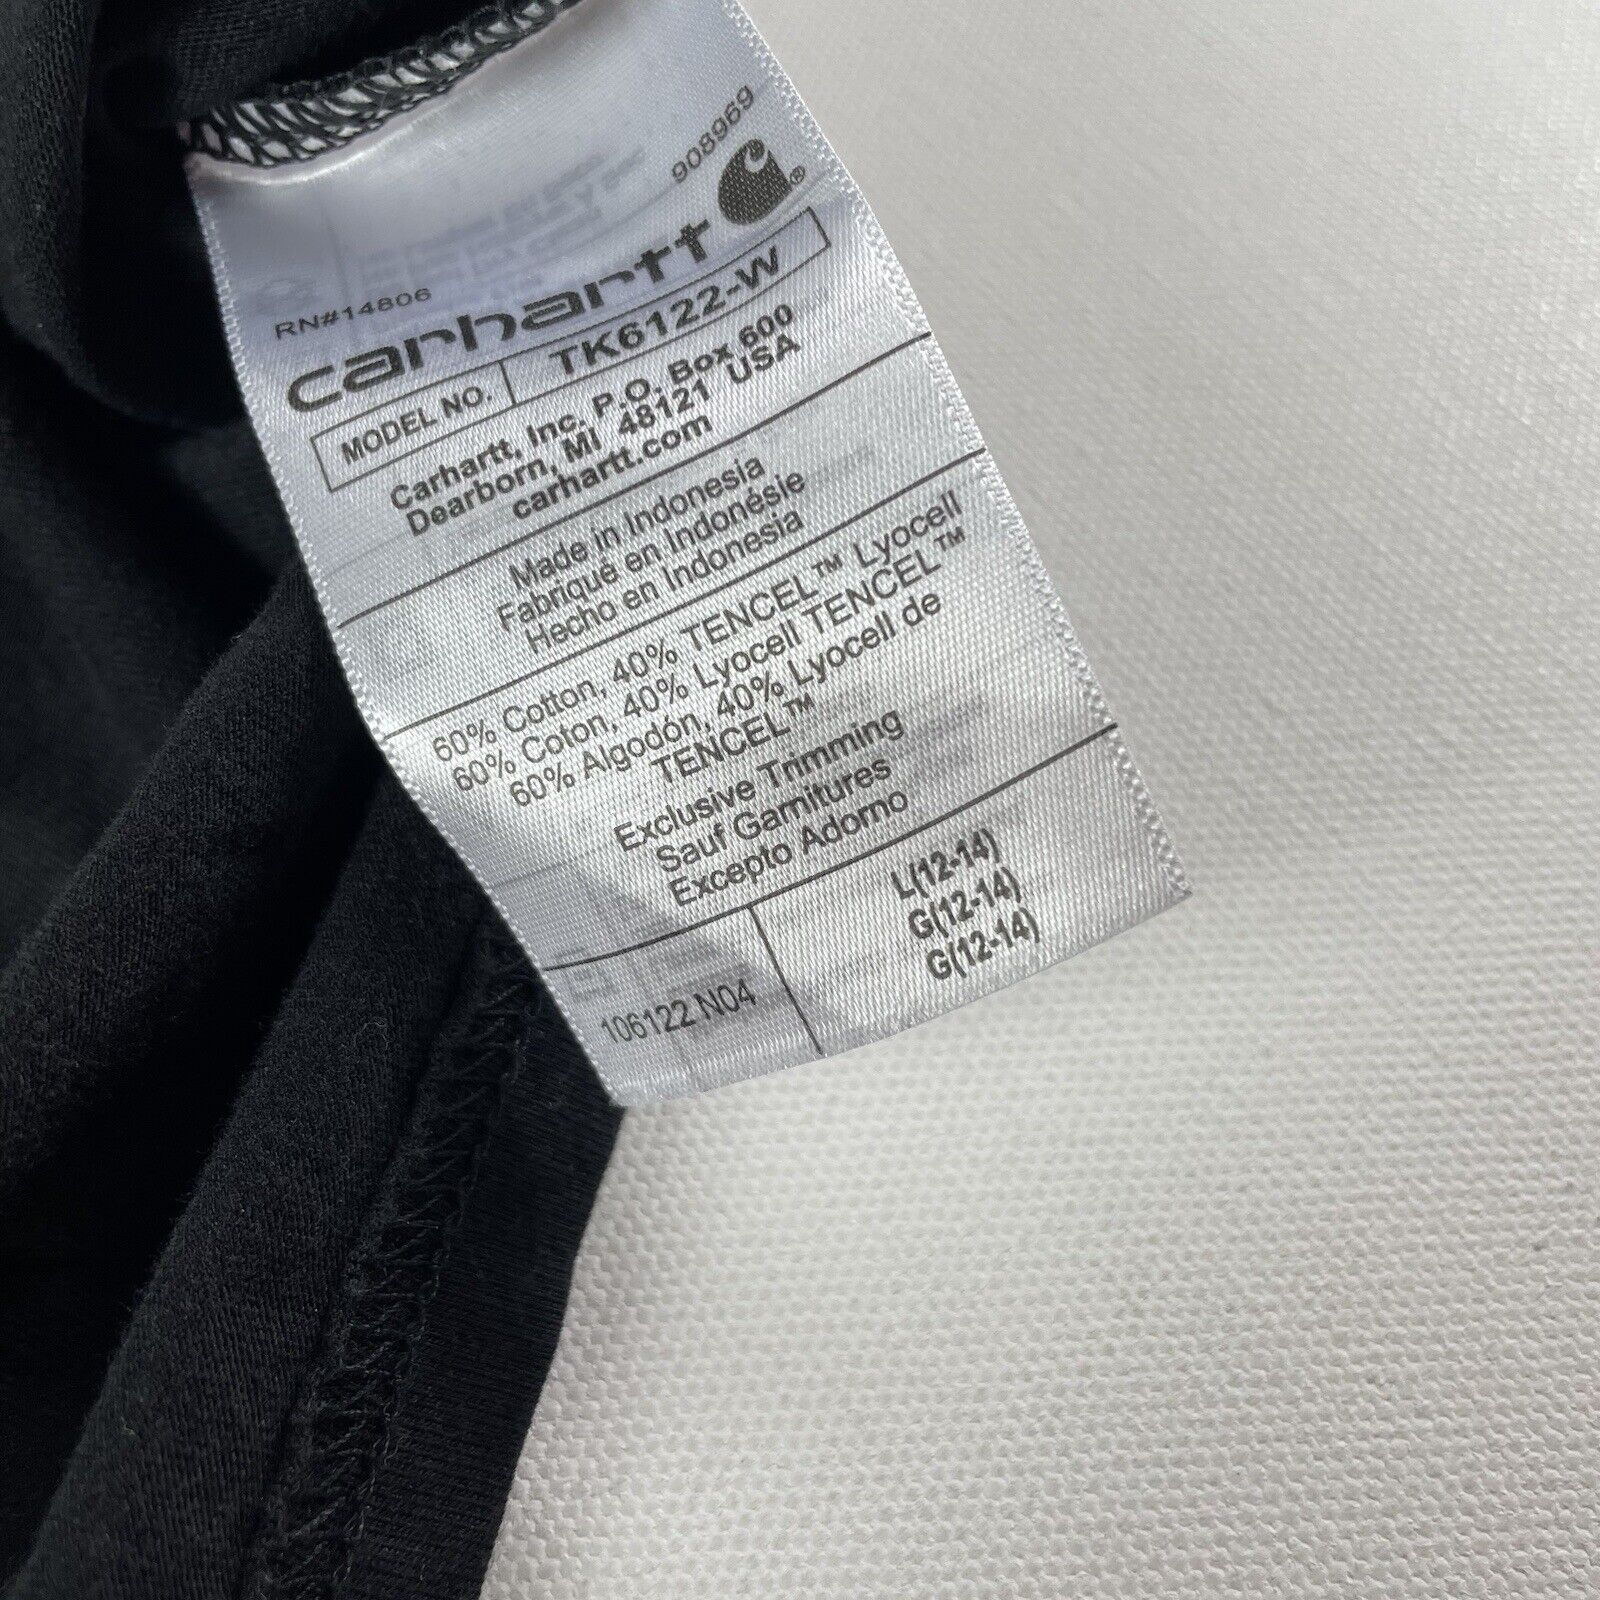 908969
RN#14806
carhartt®
MODEL NO. TK6122-W
Carhartt, Inc. P.O. Box 600
Dearborn, MI 48121 USA
carhartt.com
Made in Indonesia
Fabriqué en Indonésie
Hecho en Indonesia
60% Cotton, 40% TENCEL™ Lyocell
60% Coton, 40% Lyocell TENCEL™
60% Algodón, 40% Lyocell de
TENCEL™
Exclusive Trimming
Sauf Garnitures
Excepto Adorno
106122 N04
L(12-14)
G(12-14)
G(12-14)